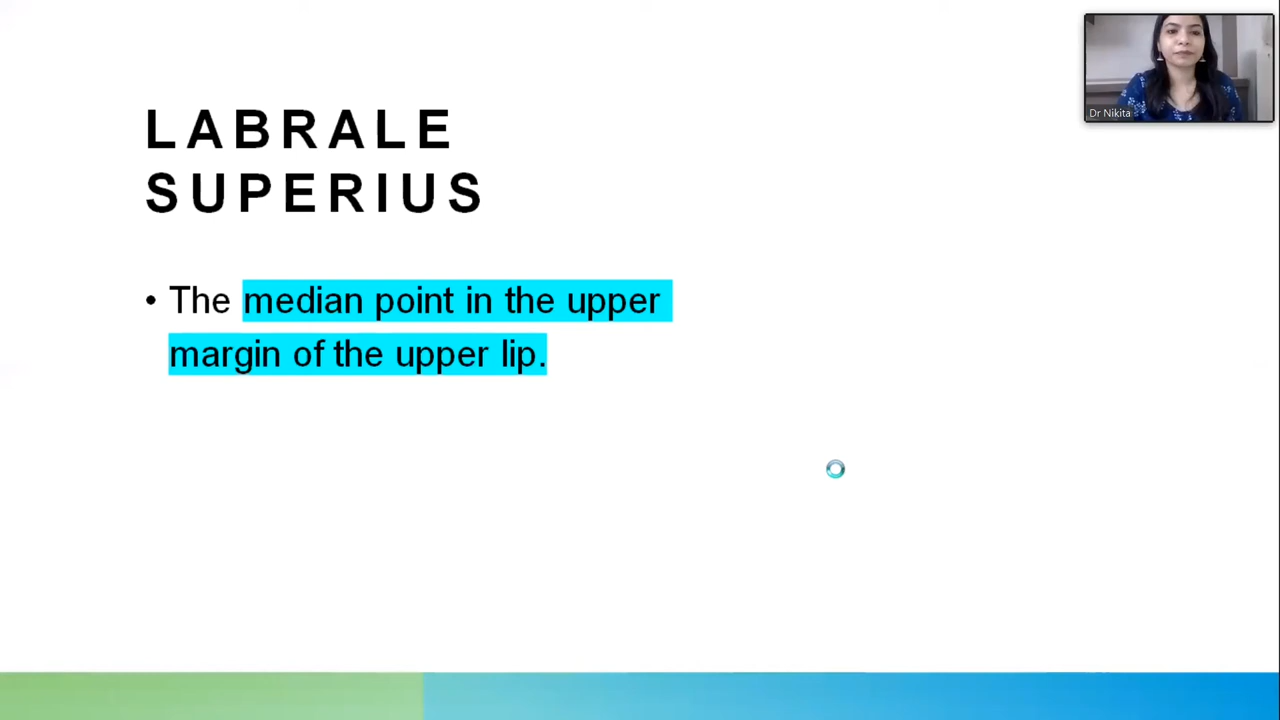 LABRALE
SUPERIUS
• The median point in the upper
margin of the upper lip.
Dr Nikita